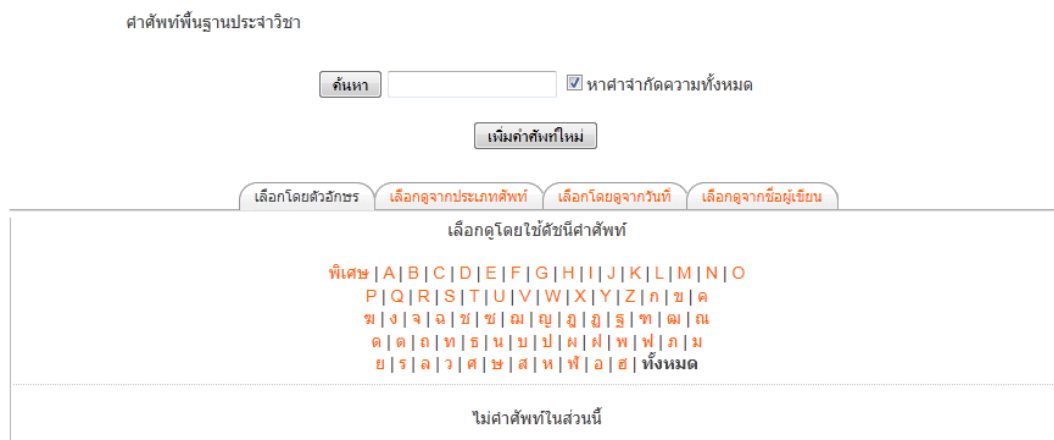 คำศัพท์พื้นฐานประจำวิชา
ค้นหา หาคำจำกัดความทั้งหมด
เพิ่มคำศัพท์ใหม่
เลือกโดยตัวอักษร เลือกดูจากประเภทศัพท์ เลือกโดยดูจากวันที่ เลือกดูจากชื่อผู้เขียน
เลือกดูโดยใช้ดัชนีคำศัพท์
พิเศษ | A | B | C | D | E | F | G | H | I | J | K | L | M | N | O
P | Q | R | S | T | U | V | W | X | Y | Z | ก | ข | ค
ฆ | ง | จ | ฉ | ช | ซ | ฌ | ญ | ฎ | ฏ | ฐ | ฑ | ฒ | ณ
ด | ต | ถ | ท | ธ | น | บ | ป | ผ | ฝ | พ | ฟ | ภ | ม
ย | ร | ล | ว | ศ | ษ | ส | ห | ฬ | อ | ฮ | ทั้งหมด
ไม่คำศัพท์ในส่วนนี้